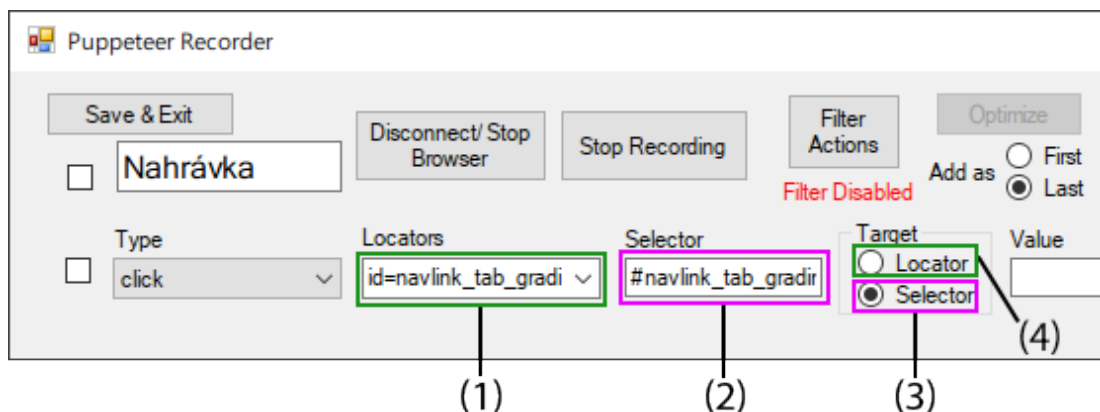 Puppeteer Recorder
Save & Exit
Nahrávka
Disconnect/ Stop
Browser
Stop Recording
Filter
Actions
Filter Disabled
Optimize
Add as
First
Last
Type
click
Locators
id=navlink_tab_gradi
Selector
#navlink_tab_gradir
Target
Locator
Selector
Value
(1)
(2)
(3)
(4)